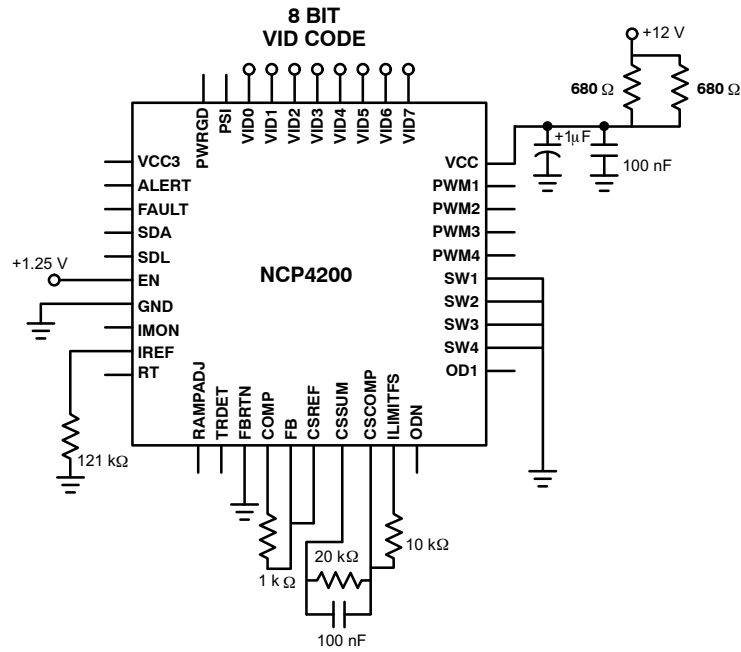 8 BIT
VID CODE
+12 V
680 Ω
680 Ω
+1μF
100 nF
PWRGD
PSI
VID0
VID1
VID2
VID3
VID4
VID5
VID6
VID7
VCC3
ALERT
FAULT
SDA
SDL
EN
GND
IMON
IREF
RT
+1.25 V
121 kΩ
NCP4200
VCC
PWM1
PWM2
PWM3
PWM4
SW1
SW2
SW3
SW4
OD1
RAMPADJ
TRDET
FBRTN
COMP
FB
CSREF
CSSUM
CSCOMP
ILIMITFS
ODN
1 kΩ
20 kΩ
10 kΩ
100 nF